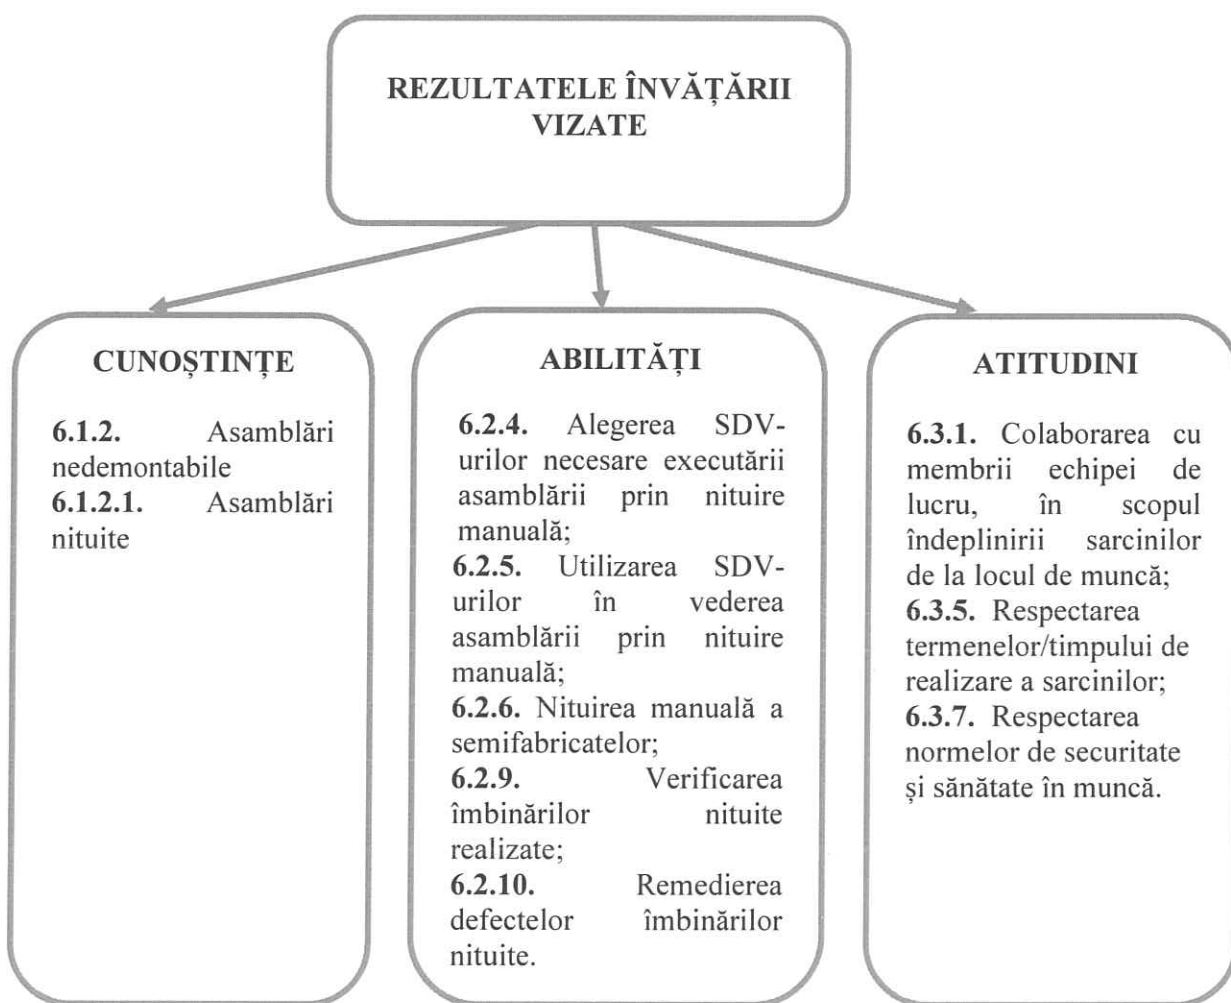 REZULTATELE ÎNVĂȚĂRII
VIZATE
CUNOȘTINȚE
6.1.2. Asamblări
nedemontabile
6.1.2.1. Asamblări
nituite
ABILITĂȚI
6.2.4. Alegerea SDV-
urilor necesare executării
asamblării prin nituire
manuală;
6.2.5. Utilizarea SDV-
urilor în vederea
asamblării prin nituire
manuală;
6.2.6. Nituirea manuală a
semifabricatelor;
6.2.9. Verificarea
îmbinărilor nituite
realizate;
6.2.10. Remedierea
defectelor îmbinărilor
nituite.
ATITUDINI
6.3.1. Colaborarea cu
membrii echipei de
lucru, în scopul
îndeplinirii sarcinilor
de la locul de muncă;
6.3.5. Respectarea
termenelor/timpului de
realizare a sarcinilor;
6.3.7. Respectarea
normelor de securitate
și sănătate în muncă.